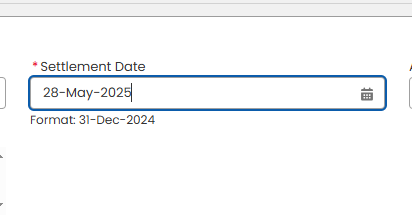 * Settlement Date
28-May-2025
Format: 31-Dec-2024